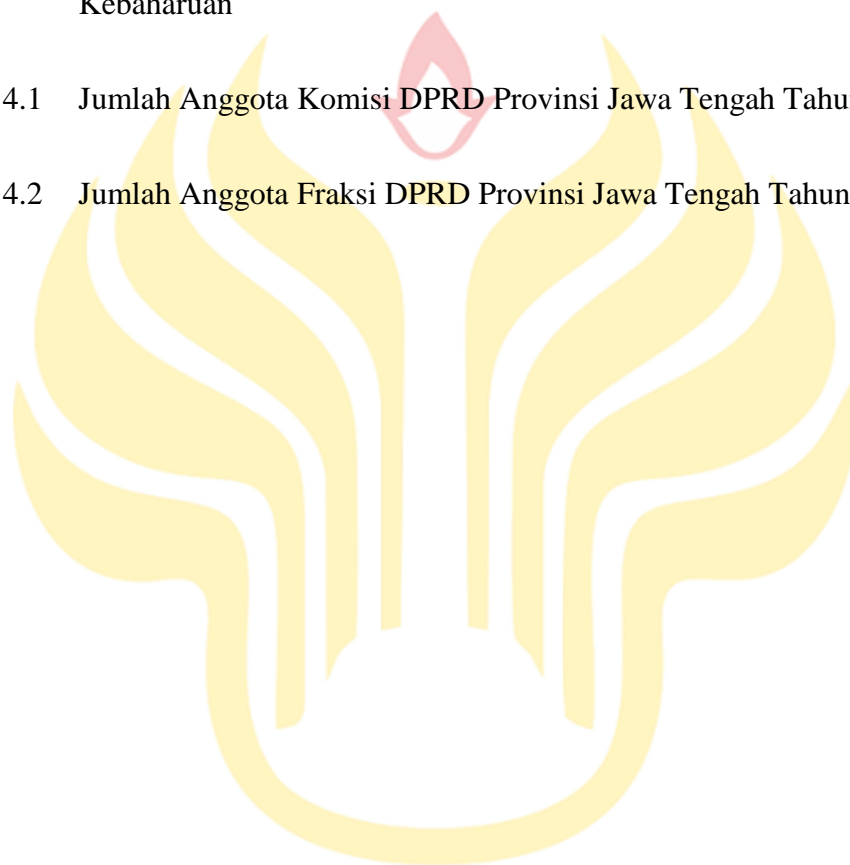 Kebaharuan
4.1 Jumlah Anggota Komisi DPRD Provinsi Jawa Tengah
4.2 Jumlah Anggota Fraksi DPRD Provinsi Jawa Tengah Tahun